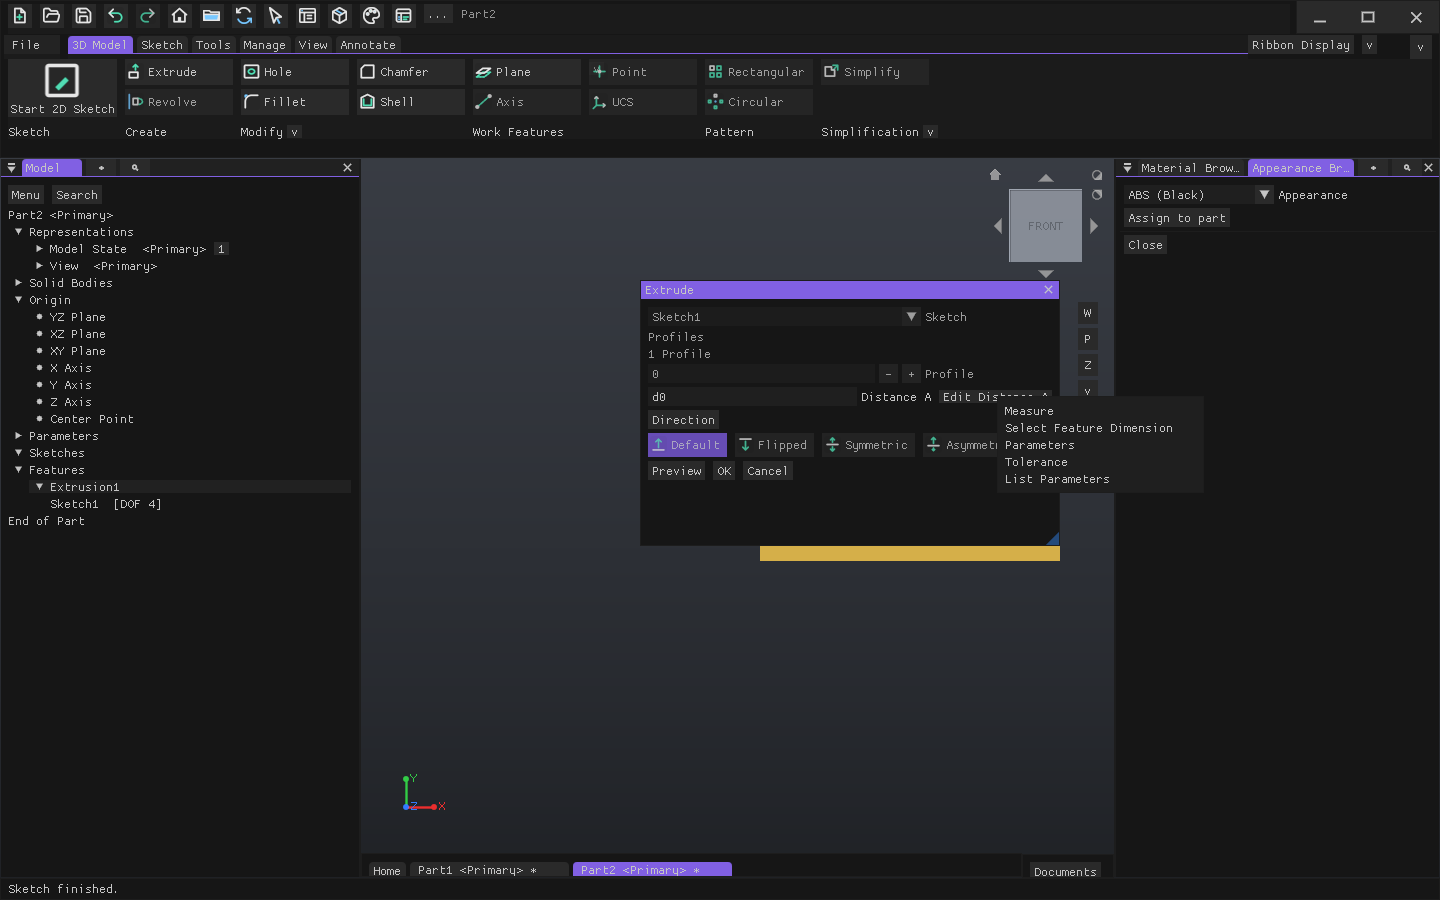 ... Part2
File 3D Model Sketch Tools Manage View Annotate Ribbon Display v v
Start 2D Sketch
Extrude Hole Chamfer Plane Point Rectangular Simplify
Revolve Fillet Shell Axis UCS Circular
Sketch Create Modify v Work Features Pattern Simplification v
Model
Menu Search
Part2 <Primary>
Representations
Model State <Primary> 1
View <Primary>
Solid Bodies
Origin
YZ Plane
XZ Plane
XY Plane
X Axis
Y Axis
Z Axis
Center Point
Parameters
Sketches
Features
Extrusion1
Sketch1 [DOF 4]
End of Part
FRONT
W
P
Z
Extrude
Sketch1 Sketch
Profiles
1 Profile
0 - + Profile
d0 Distance A Edit Distance A
Direction
Default Flipped Symmetric Asymmetr
Preview OK Cancel
Measure
Select Feature Dimension
Parameters
Tolerance
List Parameters
Y
Z X
Material Brow… Appearance Br…
ABS (Black) Appearance
Assign to part
Close
Home Part1 <Primary> * Part2 <Primary> * Documents
Sketch finished.